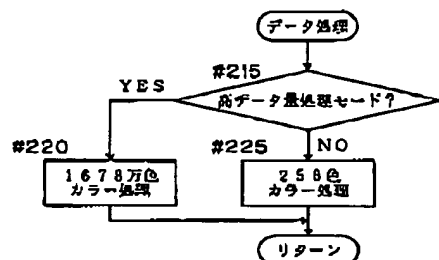 データ処理
#215
YES
高データ量処理モード?
#220
#225
NO
1678万色
カラー処理
256色
カラー処理
リターン